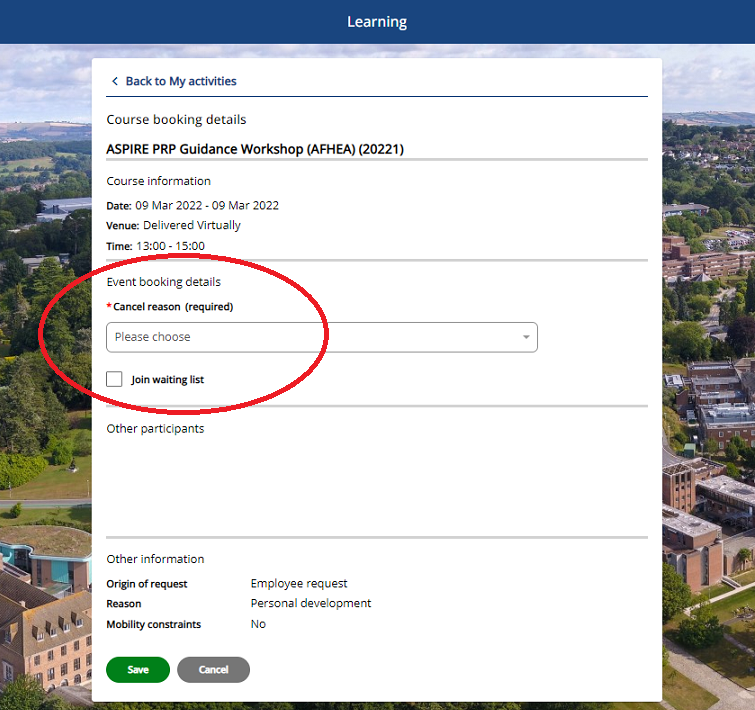 Learning
Back to My activities
Course booking details
ASPIRE PRP Guidance Workshop (AFHEA) (20221)
Course information
Date: 09 Mar 2022 - 09 Mar 2022
Venue: Delivered Virtually
Time: 13:00 - 15:00
Event booking details
*Cancel reason (required)
Please choose
Join waiting list
Other participants
Other information
Origin of request Employee request
Reason Personal development
Mobility constraints No
Save Cancel